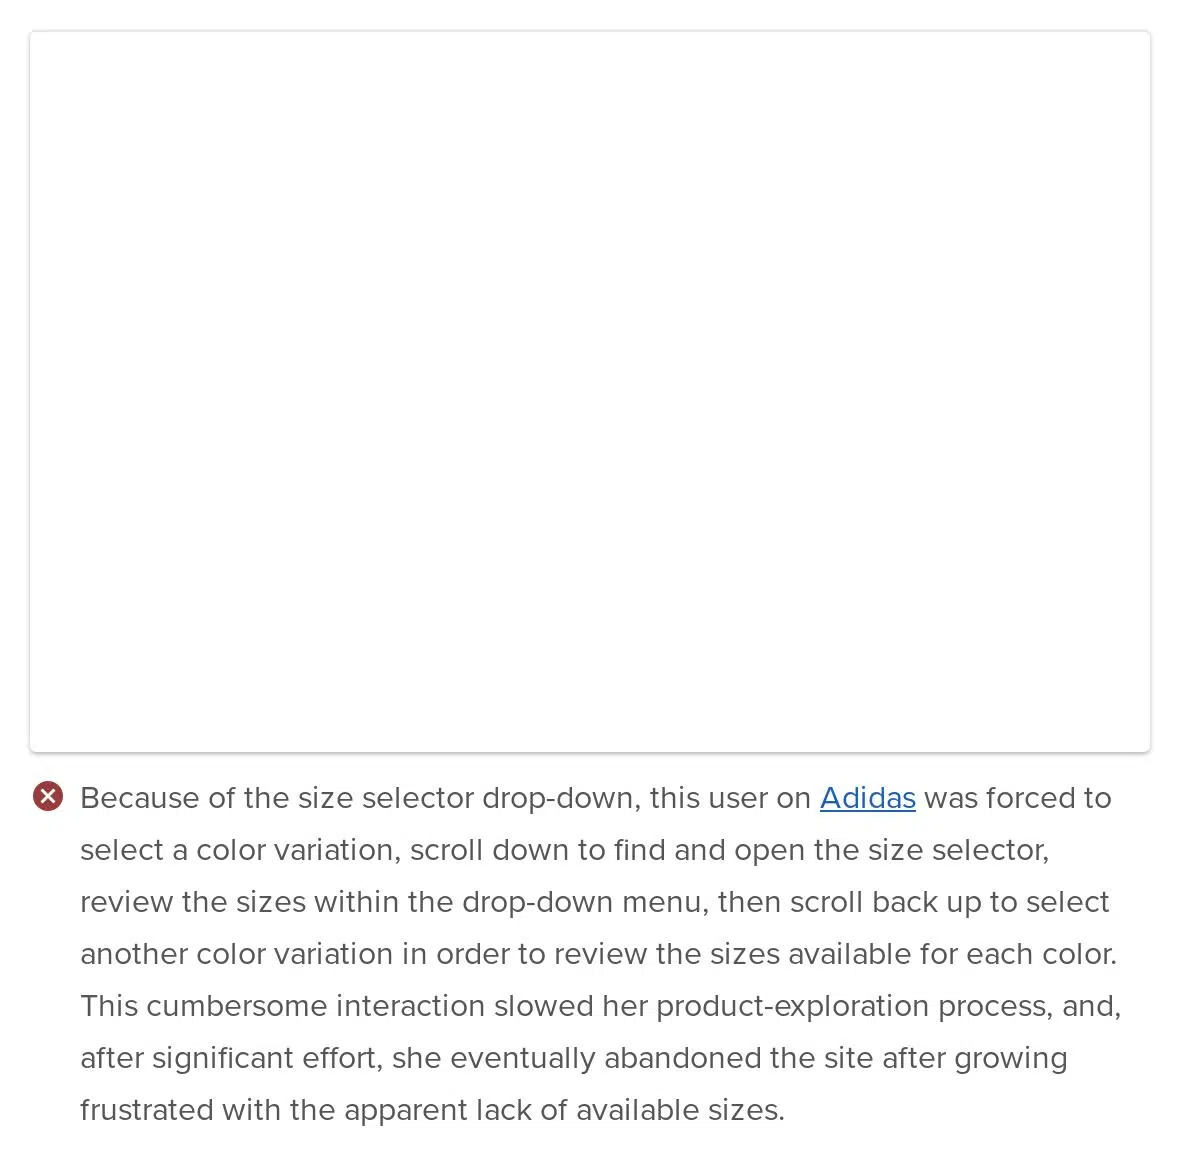 Because of the size selector drop-down, this user on Adidas was forced to
select a color variation, scroll down to find and open the size selector,
review the sizes within the drop-down menu, then scroll back up to select
another color variation in order to review the sizes available for each color.
This cumbersome interaction slowed her product-exploration process, and,
after significant effort, she eventually abandoned the site after growing
frustrated with the apparent lack of available sizes.